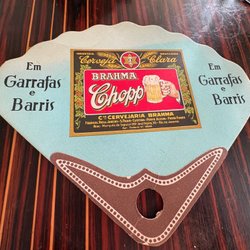 Em
Garrafas
e
Barris
Cerveja Clara
BRAHMA
Chopp
Cia CERVEJARIA BRAHMA
Em
Garrafas
e
Barris